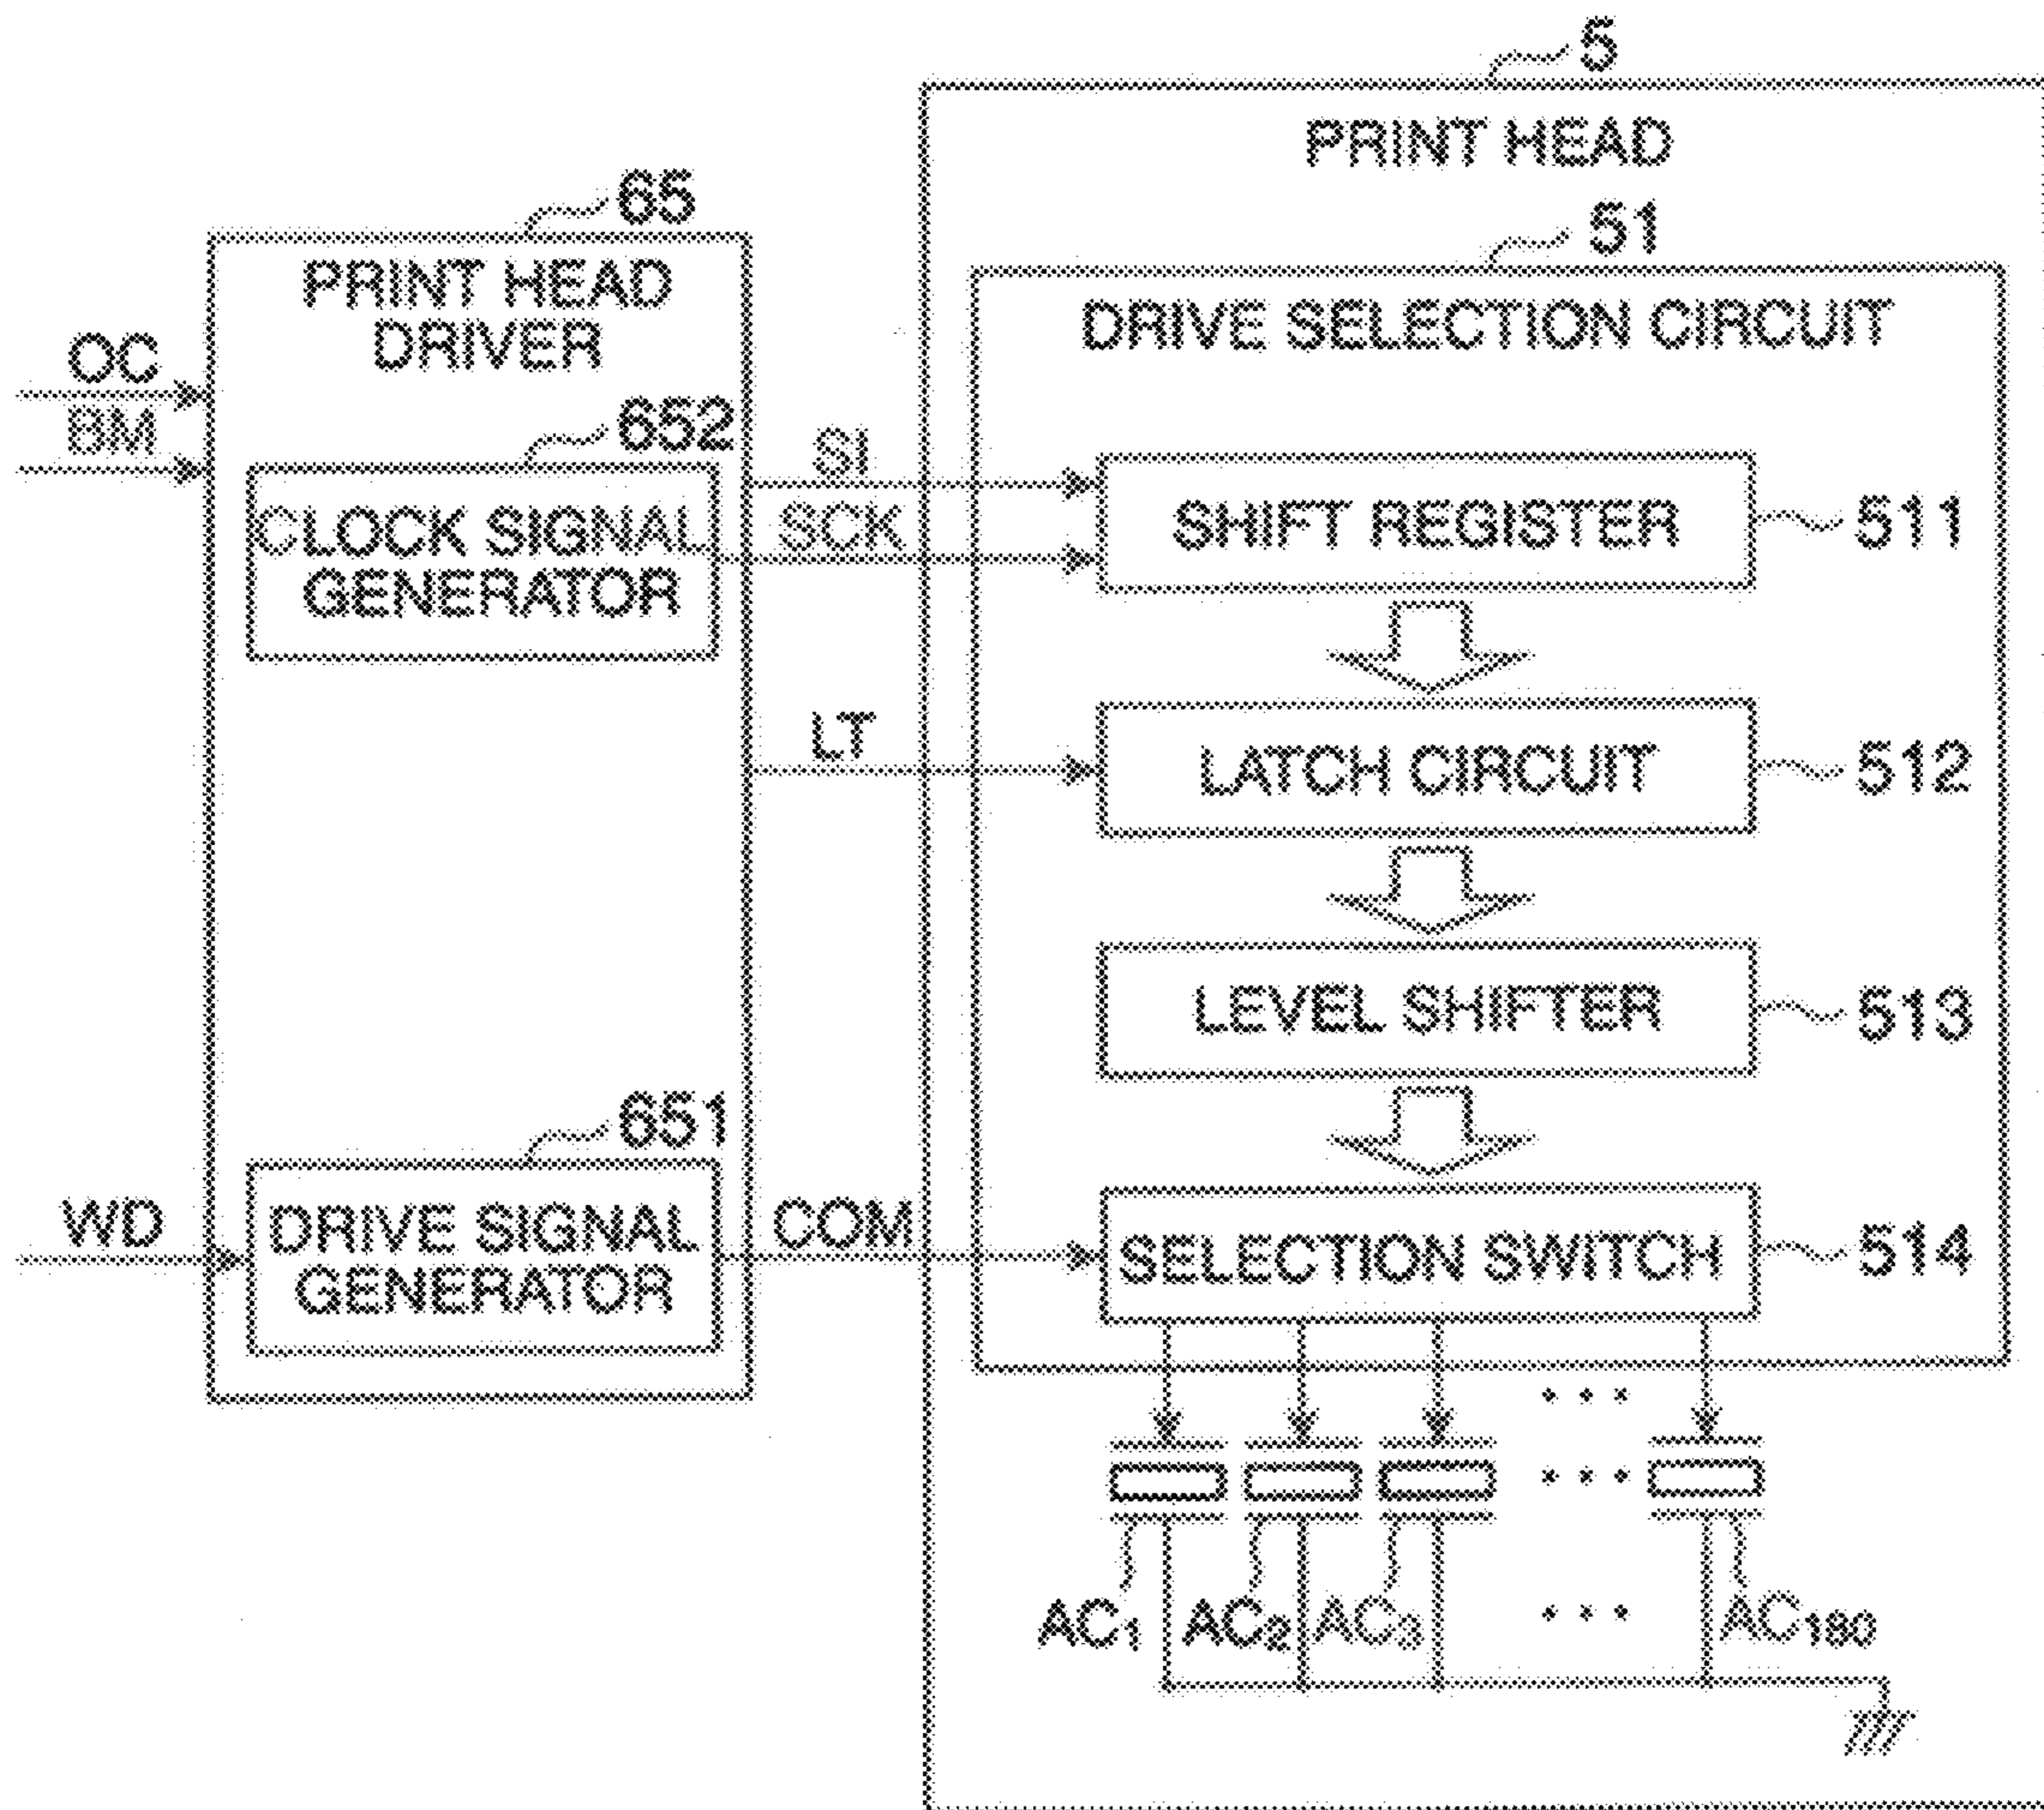 5
PRINT HEAD
65
51
PRINT HEAD
DRIVER
DRIVE SELECTION CIRCUIT
OC
BM
652
SI
CLOCK SIGNAL
GENERATOR
SCK
SHIFT REGISTER
511
LT
LATCH CIRCUIT
512
LEVEL SHIFTER
513
651
WD
DRIVE SIGNAL
GENERATOR
COM
SELECTION SWITCH
514
AC1
AC2
AC3
AC180